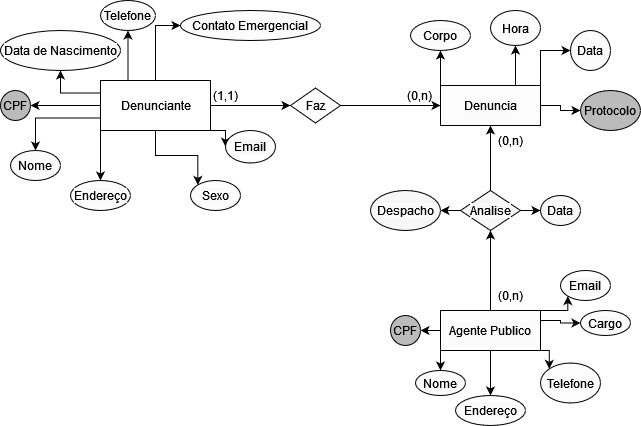 Telefone
Contato Emergencial
Data de Nascimento
CPF
Denunciante
(1,1)
Faz
(0,n)
Corpo
Hora
Data
Denuncia
Protocolo
Nome
Endereço
Sexo
Email
(0,n)
Despacho
Analise
Data
(0,n)
Email
CPF
Agente Publico
Cargo
Nome
Endereço
Telefone